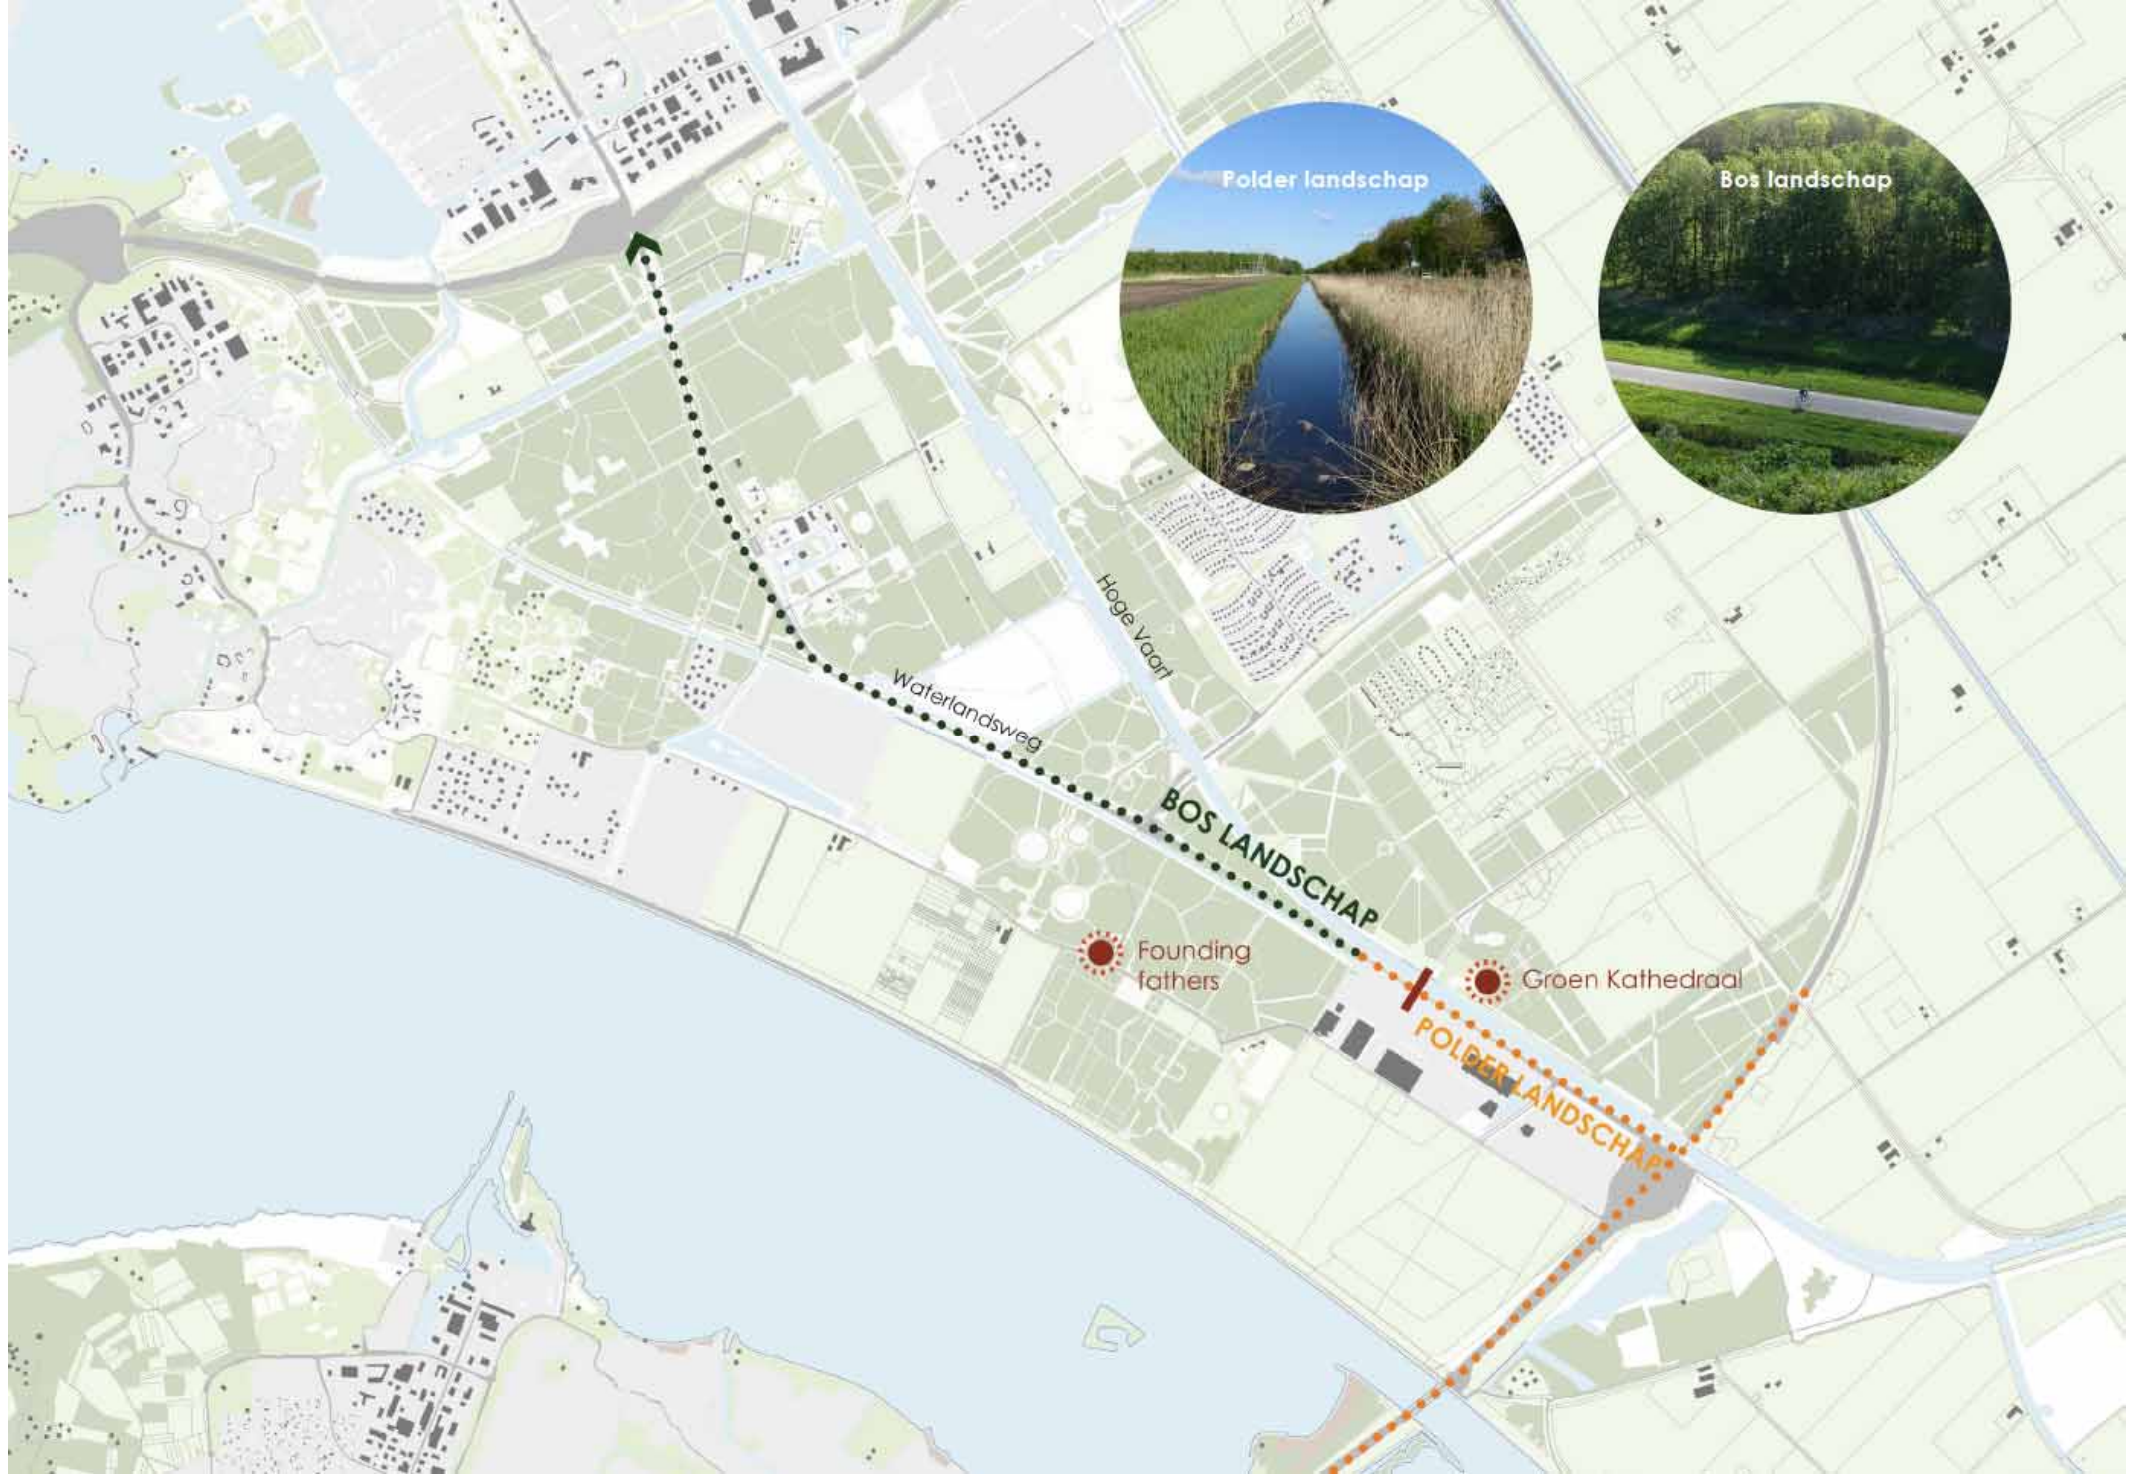 Polder landschap
Bos landschap
Hoge Vaart
Waterlandsweg
BOS LANDSCHAP
Founding
fathers
Groen Kathedraal
POLDER LANDSCHAP